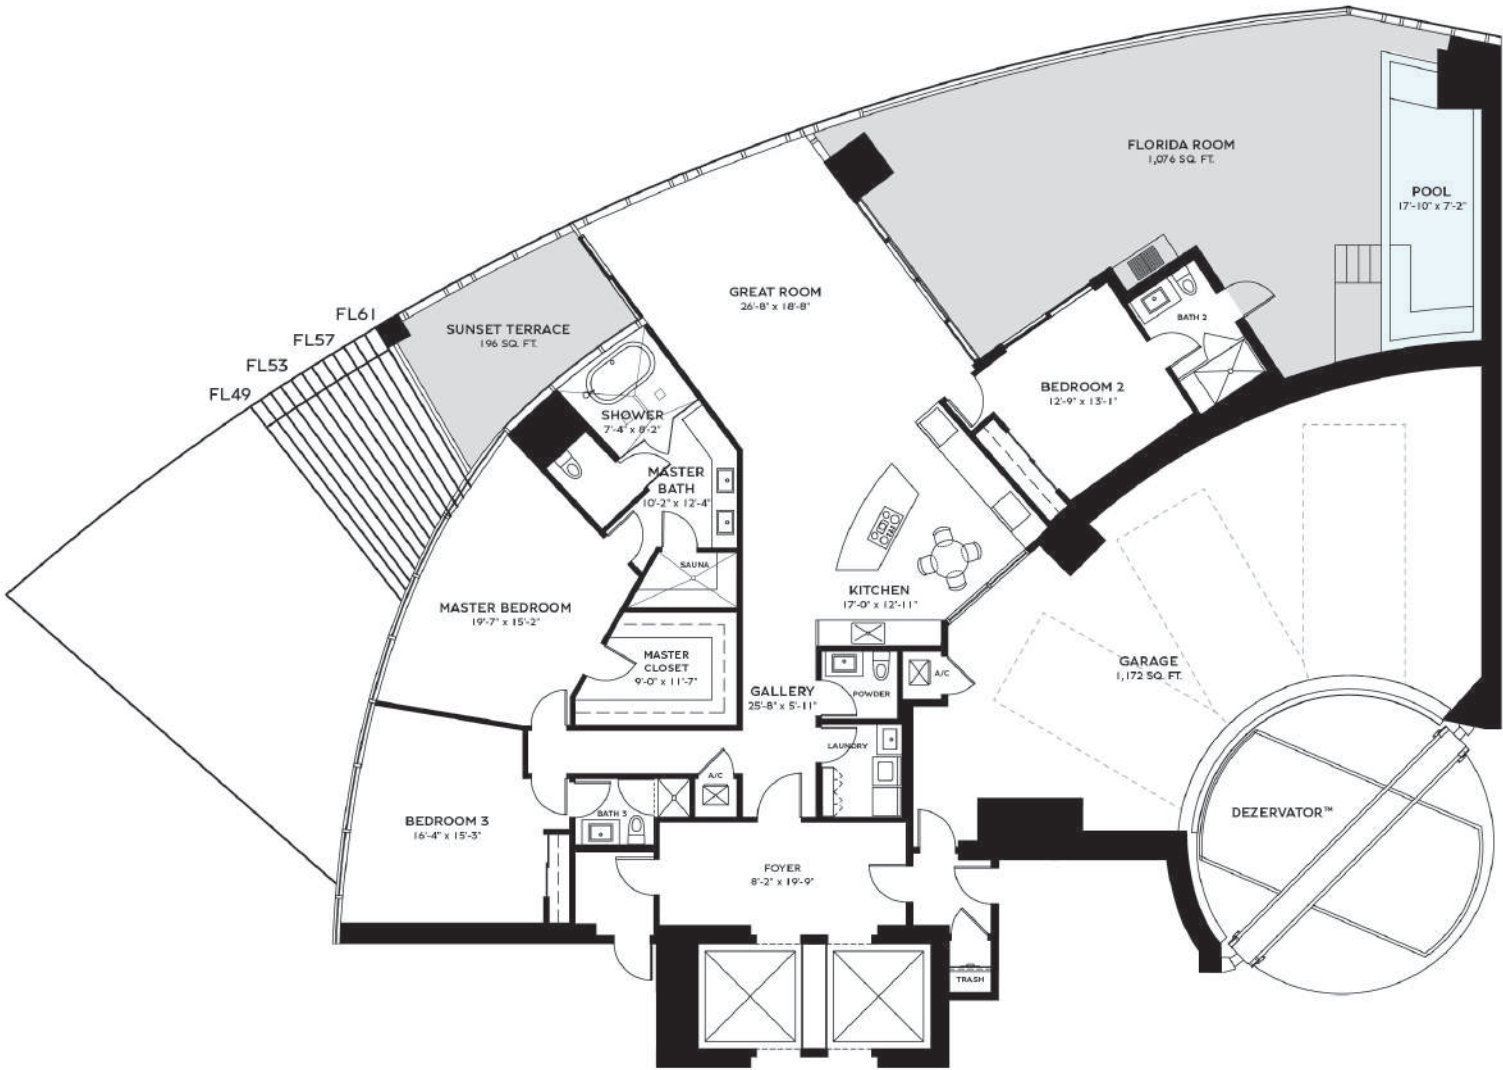 FLORIDA ROOM
1,076 SQ. FT.
POOL
17'-10" x 7'-2"
GREAT ROOM
26'-8" x 18'-8"
FL61
FL57
FL53
FL49
SUNSET TERRACE
196 SQ. FT.
BATH 2
BEDROOM 2
12'-9" x 13'-1"
SHOWER
7'-4" x 8'-2"
MASTER
BATH
10'-2" x 12'-4"
SAUNA
KITCHEN
17'-0" x 12'-11"
MASTER BEDROOM
19'-7" x 15'-2"
MASTER
CLOSET
9'-0" x 11'-7"
GARAGE
1,172 SQ. FT.
A/C
POWDER
GALLERY
25'-8" x 5'-11"
LAUNDRY
A/C
BATH 3
BEDROOM 3
16'-4" x 15'-3"
DEZERVATOR™
FOYER
8'-2" x 19'-9"
TRASH